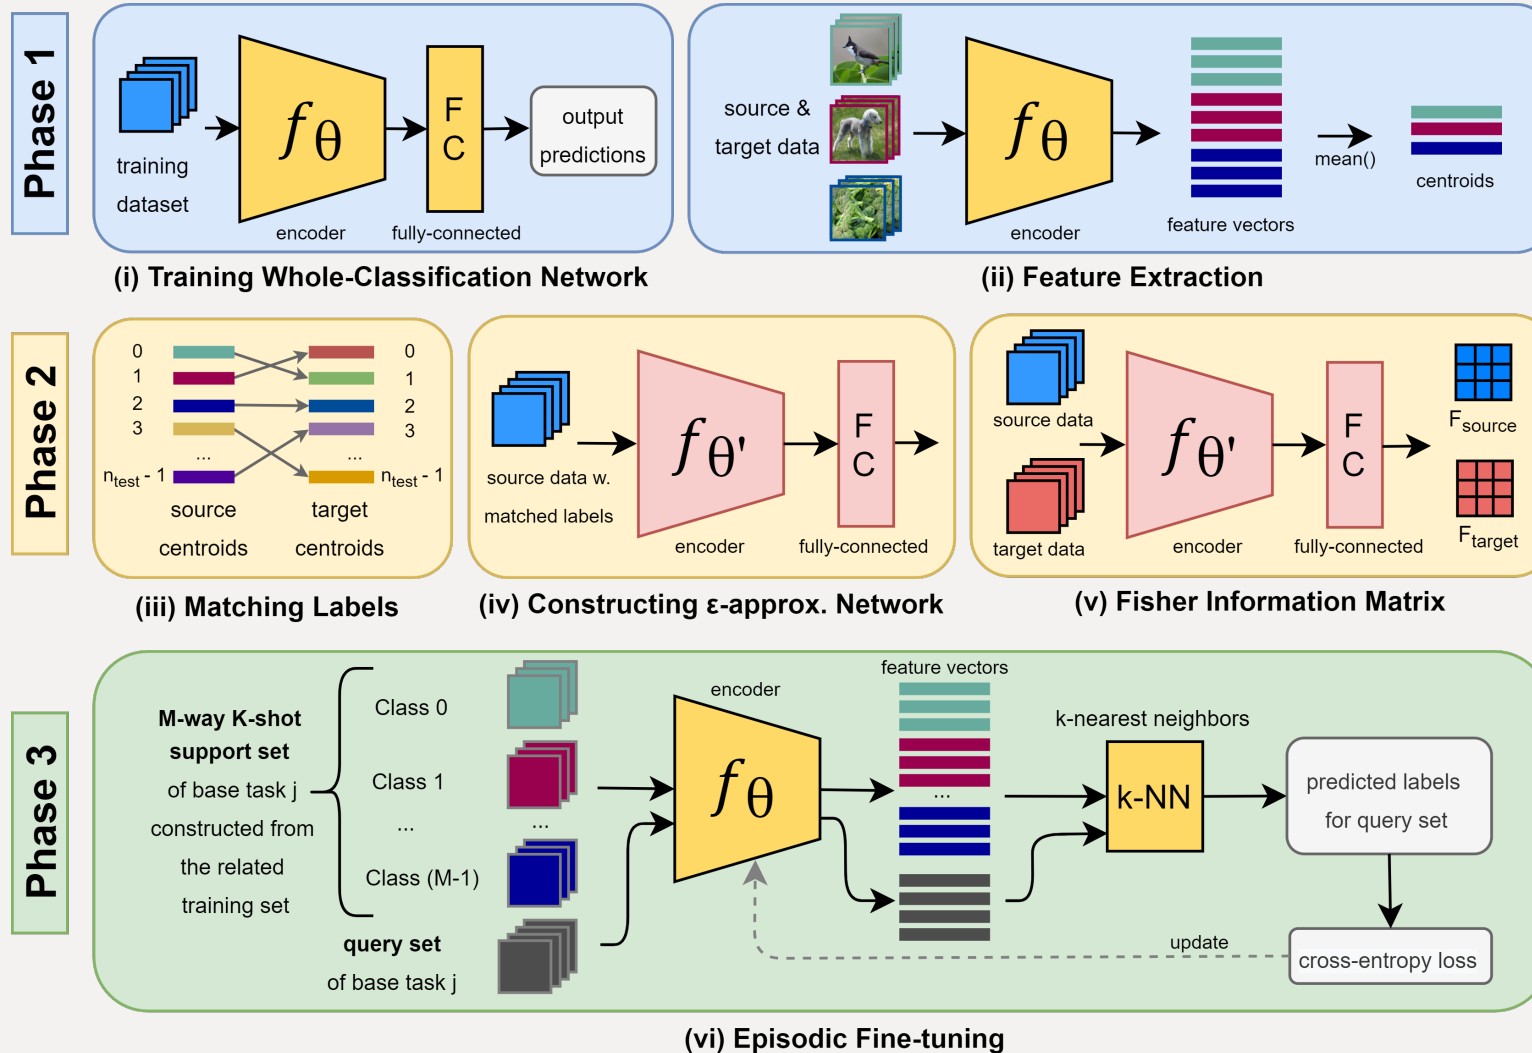 Phase 1
training
dataset
fθ
encoder
F
C
fully-connected
output
predictions
(i) Training Whole-Classification Network
source &
target data
fθ
encoder
feature vectors
mean()
centroids
(ii) Feature Extraction
Phase 2
0
0
1
1
2
2
3
3
...
...
ntest - 1
ntest - 1
source
centroids
target
centroids
(iii) Matching Labels
source data w.
matched labels
fθ'
encoder
F
C
fully-connected
(iv) Constructing ε-approx. Network
source data
target data
fθ'
encoder
F
C
fully-connected
Fsource
Ftarget
(v) Fisher Information Matrix
Phase 3
M-way K-shot
support set
of base task j
constructed from
the related
training set
Class 0
Class 1
...
...
Class (M-1)
query set
of base task j
encoder
fθ
feature vectors
...
k-nearest neighbors
k-NN
predicted labels
for query set
update
cross-entropy loss
(vi) Episodic Fine-tuning